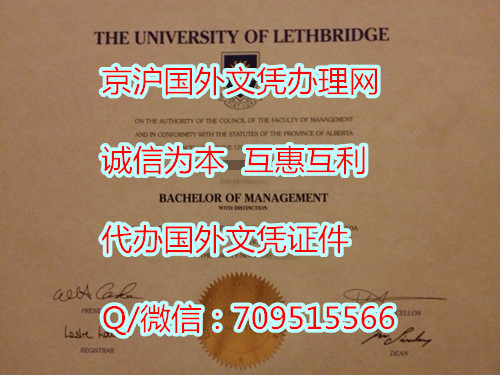 THE UNIVERSITY OF LETHBRIDGE
京沪国外文凭办理网
ON THE AUTHORITY OF THE COUNCIL OF THE FACULTY OF MANAGEMENT
AND IN CONFORMITY WITH THE STATUTES OF THE PROVINCE OF ALBERTA
诚信为本 互惠互利
BACHELOR OF MANAGEMENT
WITH DISTINCTION
代办国外文凭证件
Q/微信：709515566
REGISTRAR
DEAN